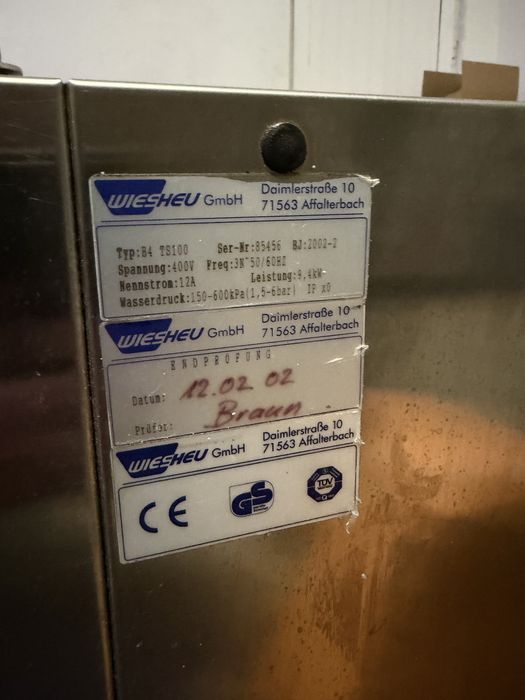 WIESHEU GmbH Daimlerstraße 10
71563 Affalterbach
Typ:B4 TS100 Ser-Nr:85456 BJ:2002-2
Spannung:400V Freq:3N~50/60HZ
Nennstrom:12A Leistung:9,4kW
Wasserdruck:150-600kPa(1,5-6bar) IP x0
WIESHEU GmbH Daimlerstraße 10
71563 Affalterbach
ENDPRÜFUNG
Datum: 12.02 02
Prüfer: Braun
WIESHEU GmbH Daimlerstraße 10
71563 Affalterbach
CE GS TÜV